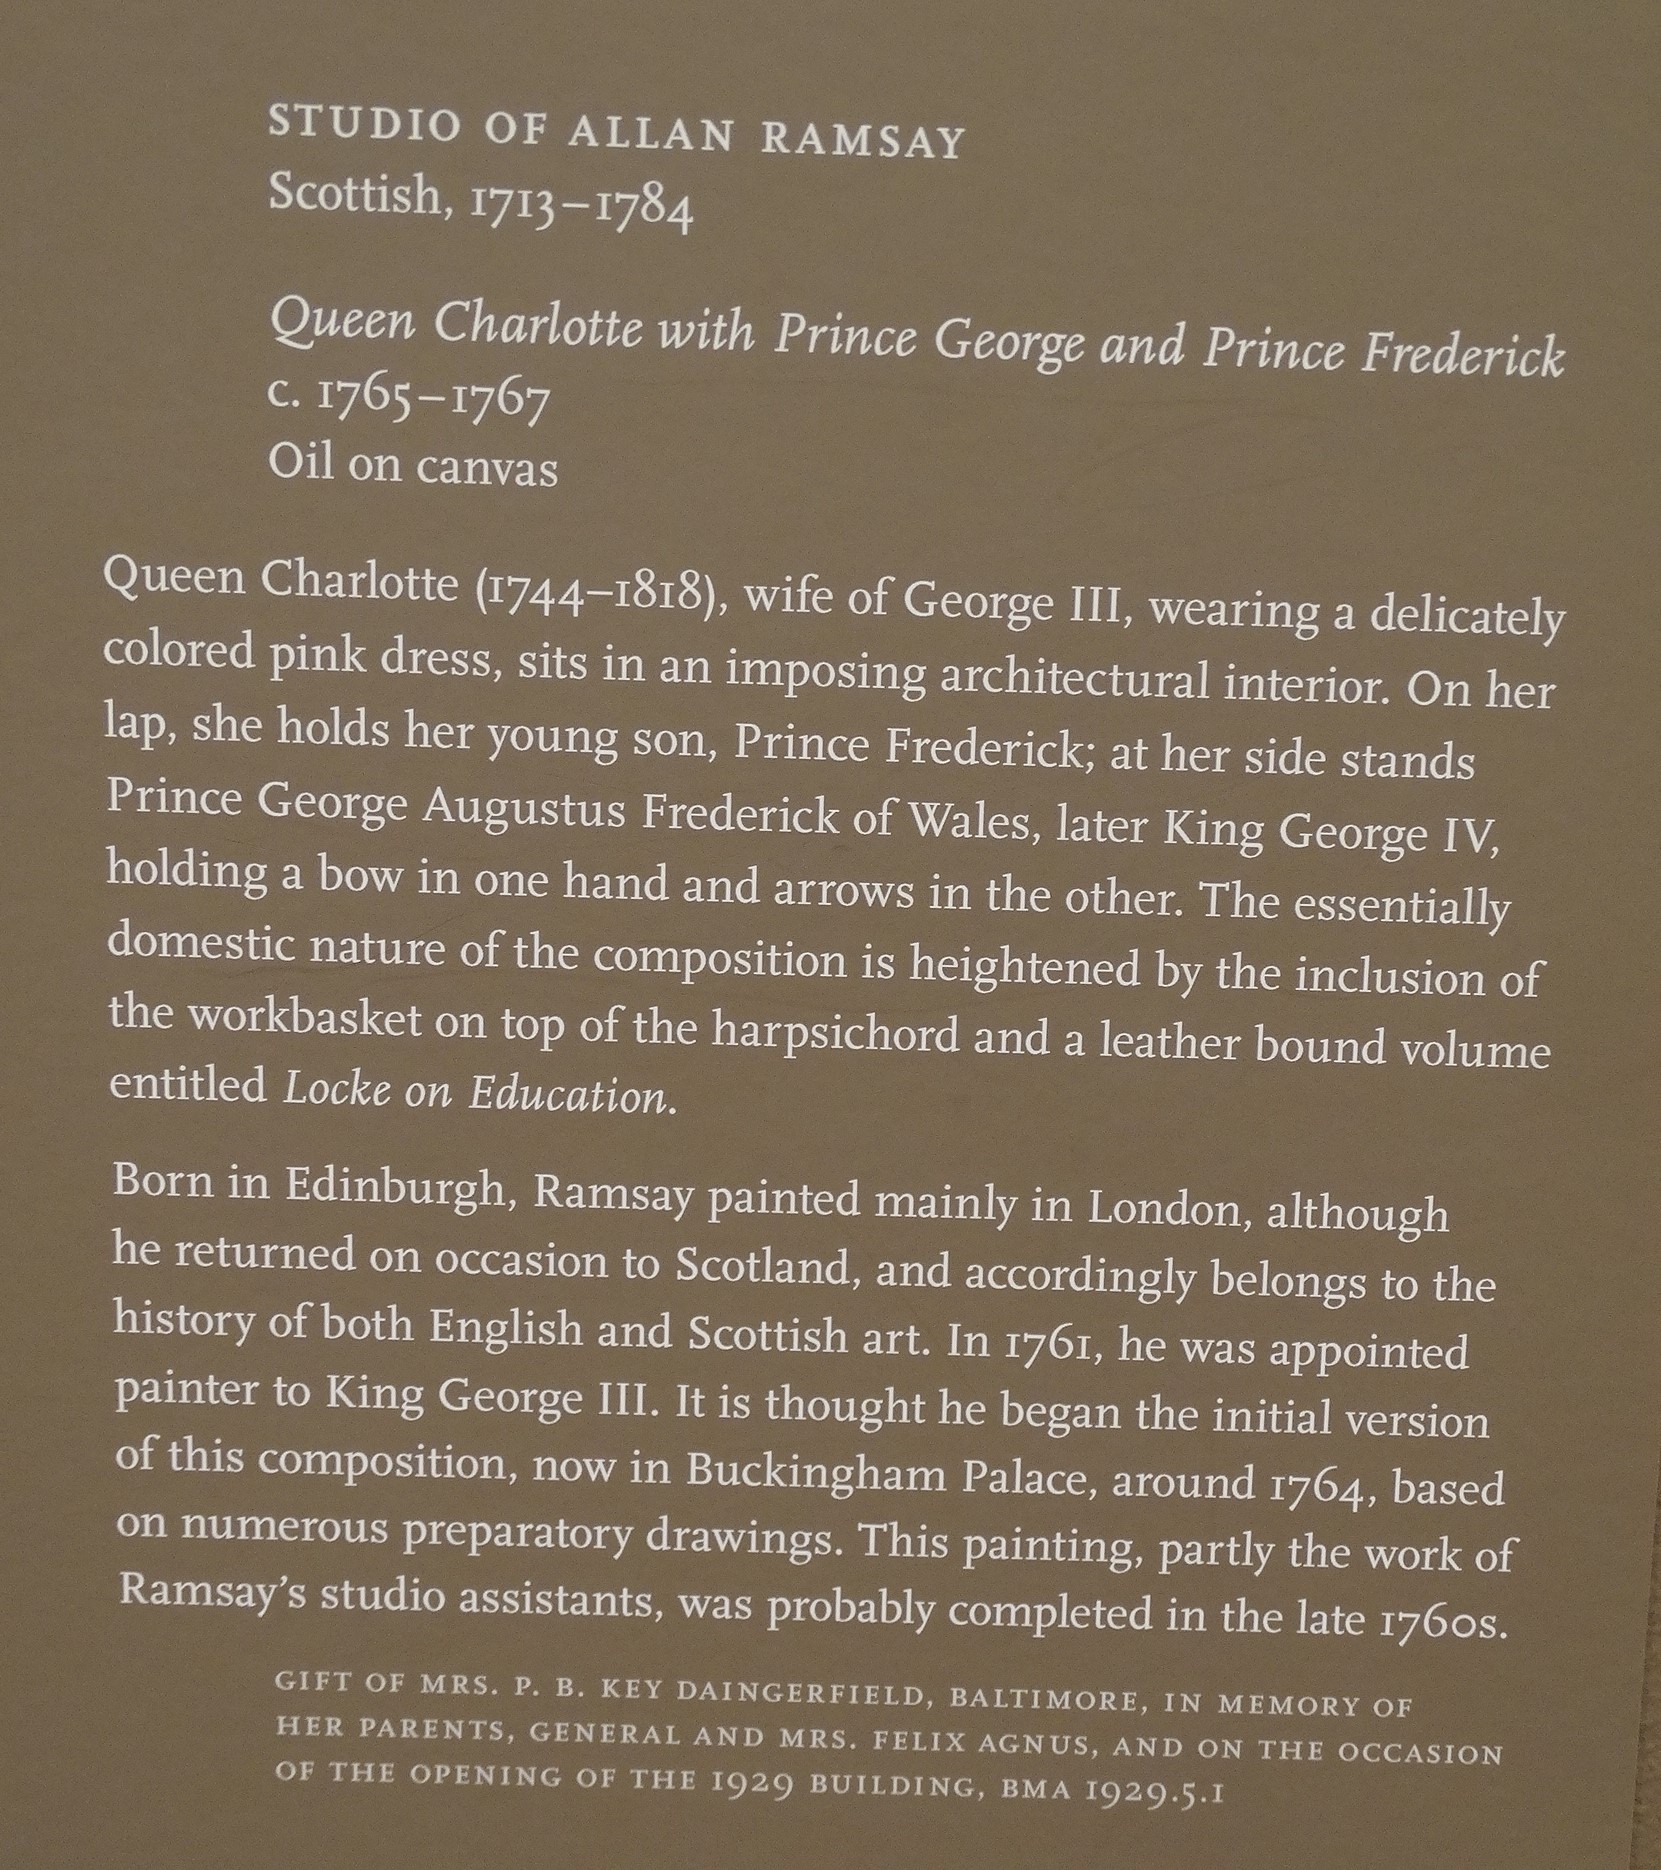 STUDIO OF ALLAN RAMSAY
Scottish, 1713–1784
Queen Charlotte with Prince George and Prince Frederick
c. 1765–1767
Oil on canvas
Queen Charlotte (1744–1818), wife of George III, wearing a delicately
colored pink dress, sits in an imposing architectural interior. On her
lap, she holds her young son, Prince Frederick; at her side stands
Prince George Augustus Frederick of Wales, later King George IV,
holding a bow in one hand and arrows in the other. The essentially
domestic nature of the composition is heightened by the inclusion of
the workbasket on top of the harpsichord and a leather bound volume
entitled Locke on Education.
Born in Edinburgh, Ramsay painted mainly in London, although
he returned on occasion to Scotland, and accordingly belongs to the
history of both English and Scottish art. In 1761, he was appointed
painter to King George III. It is thought he began the initial version
of this composition, now in Buckingham Palace, around 1764, based
on numerous preparatory drawings. This painting, partly the work of
Ramsay’s studio assistants, was probably completed in the late 1760s.
GIFT OF MRS. P. B. KEY DAINGERFIELD, BALTIMORE, IN MEMORY OF
HER PARENTS, GENERAL AND MRS. FELIX AGNUS, AND ON THE OCCASION
OF THE OPENING OF THE 1929 BUILDING, BMA 1929.5.1